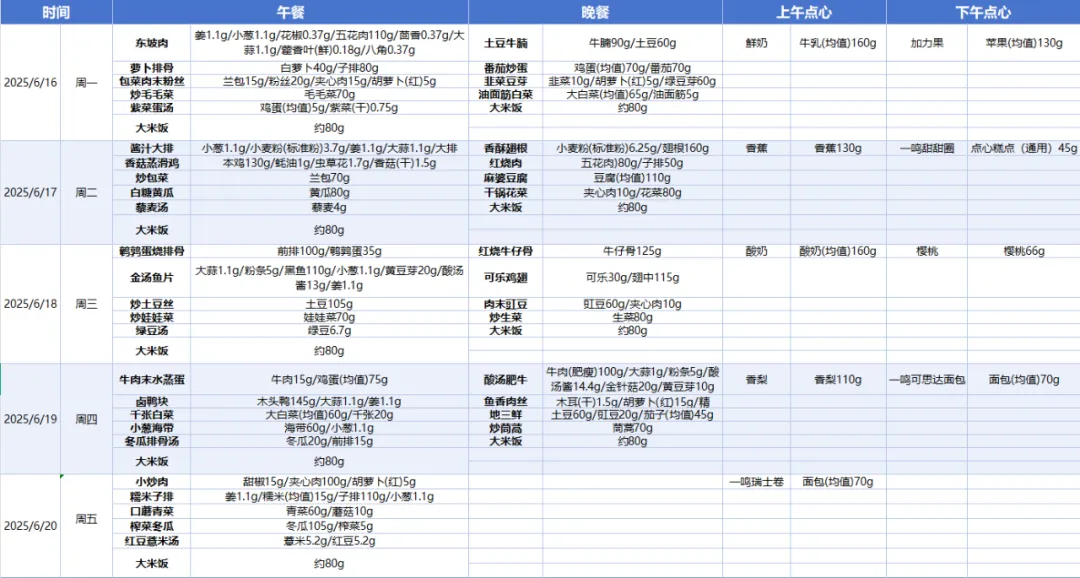 时间 午餐 晚餐 上午点心 下午点心
2025/6/16 周一
东坡肉 姜1.1g/小葱1.1g/花椒0.37g/五花肉110g/茴香0.37g/大
蒜1.1g/藿香叶(鲜)0.18g/八角0.37g 土豆牛腩 牛腩90g/土豆60g 鲜奶 牛乳(均值)160g 加力果 苹果(均值)130g
萝卜排骨 白萝卜40g/子排80g 番茄炒蛋 鸡蛋(均值)70g/番茄70g
包菜肉末粉丝 兰包15g/粉丝20g/夹心肉15g/胡萝卜(红)5g 韭菜豆芽 韭菜10g/胡萝卜(红)5g/绿豆芽60g
炒毛毛菜 毛毛菜70g 油面筋白菜 大白菜(均值)65g/油面筋5g
紫菜蛋汤 鸡蛋(均值)5g/紫菜(干)0.75g 大米饭 约80g
大米饭 约80g
2025/6/17 周二
酱汁大排 小葱1.1g/小麦粉(标准粉)3.7g/姜1.1g/大蒜1.1g/大排 香酥翅根 小麦粉(标准粉)6.25g/翅根160g 香蕉 香蕉130g 一鸣甜甜圈 点心糕点（通用）45g
香菇蒸滑鸡 本鸡130g/蚝油1g/虫草花1.7g/香菇(干)1.5g 红烧肉 五花肉)80g/子排50g
炒包菜 兰包70g 麻婆豆腐 豆腐(均值)110g
白糖黄瓜 黄瓜80g 干锅花菜 夹心肉10g/花菜80g
藜麦汤 藜麦4g 大米饭 约80g
大米饭 约80g
2025/6/18 周三
鹌鹑蛋烧排骨 前排100g/鹌鹑蛋35g 红烧牛仔骨 牛仔骨125g 酸奶 酸奶(均值)160g 樱桃 樱桃66g
金汤鱼片 大蒜1.1g/粉条5g/黑鱼110g/小葱1.1g/黄豆芽20g/酸汤
酱13g/姜1.1g 可乐鸡翅 可乐30g/翅中115g
炒土豆丝 土豆105g 肉末豇豆 豇豆60g/夹心肉10g
炒娃娃菜 娃娃菜70g 炒生菜 生菜80g
绿豆汤 绿豆6.7g 大米饭 约80g
大米饭 约80g
2025/6/19 周四
牛肉末水蒸蛋 牛肉15g/鸡蛋(均值)75g 酸汤肥牛 牛肉(肥瘦)100g/大蒜1g/粉条5g/酸
汤酱14.4g/金针菇20g/黄豆芽10g 香梨 香梨110g 一鸣可思达面包 面包(均值)70g
卤鸭块 木头鸭145g/大蒜1.1g/姜1.1g 鱼香肉丝 木耳(干)1.5g/胡萝卜(红)15g/精
千张白菜 大白菜(均值)60g/千张20g 地三鲜 土豆60g/豇豆20g/茄子(均值)45g
小葱海带 海带60g/小葱1.1g 炒茼蒿 茼蒿70g
冬瓜排骨汤 冬瓜20g/前排15g 大米饭 约80g
大米饭 约80g
2025/6/20 周五
小炒肉 甜椒15g/夹心肉100g/胡萝卜(红)5g 一鸣瑞士卷 面包(均值)70g
糯米子排 姜1.1g/糯米(均值)15g/子排110g/小葱1.1g
口蘑青菜 青菜60g/蘑菇10g
榨菜冬瓜 冬瓜105g/榨菜5g
红豆薏米汤 薏米5.2g/红豆5.2g
大米饭 约80g